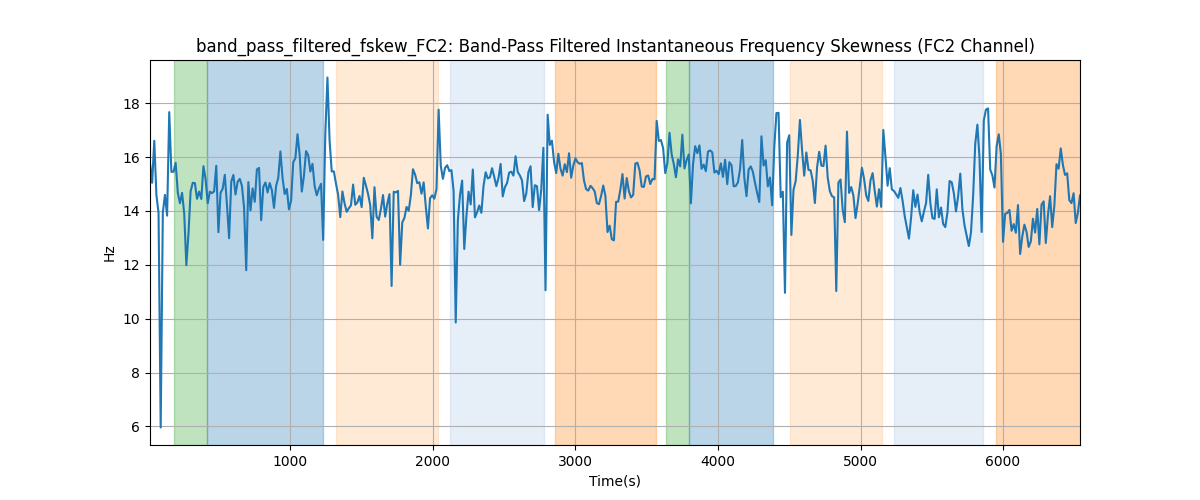 band_pass_filtered_fskew_FC2: Band-Pass Filtered Instantaneous Frequency Skewness (FC2 Channel)
18
16
14
12
10
8
6
Hz
1000 2000 3000 4000 5000 6000
Time(s)